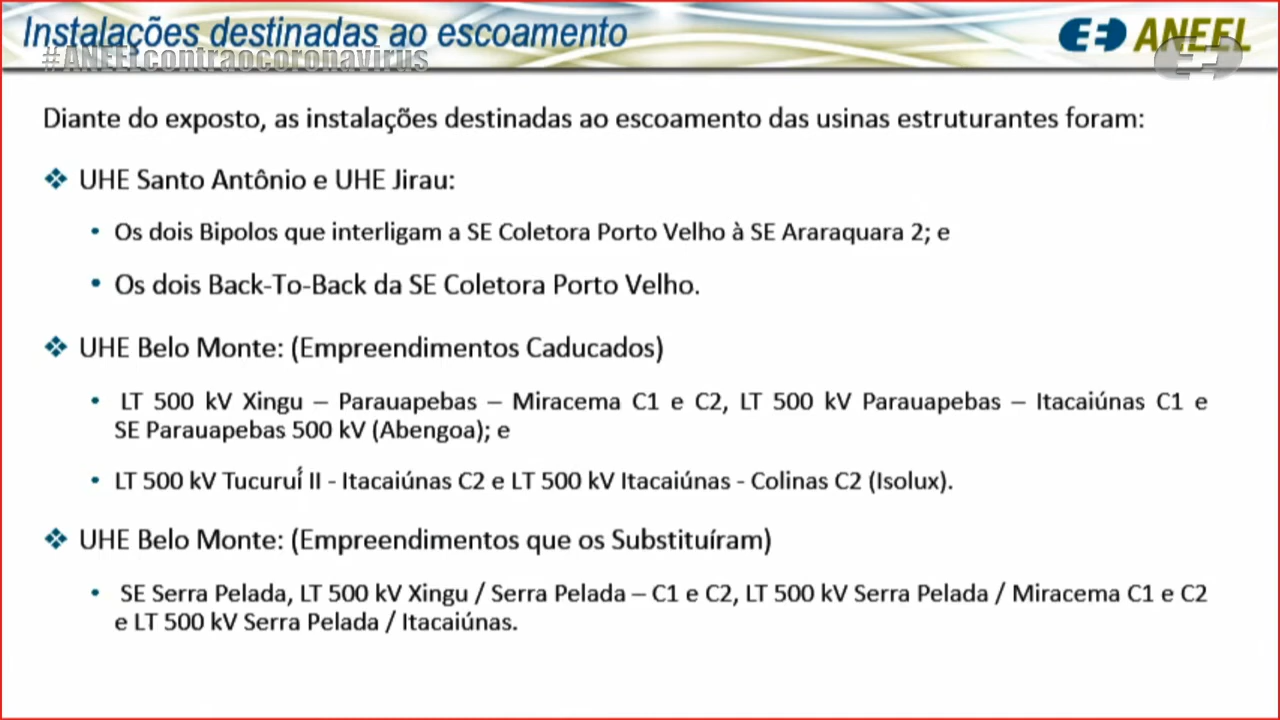 Instalações destinadas ao escoamento
#ANEELcontraocoronavirus
ANEEL
Diante do exposto, as instalações destinadas ao escoamento das usinas estruturantes foram:
❖ UHE Santo Antônio e UHE Jirau:
• Os dois Bipolos que interligam a SE Coletora Porto Velho à SE Araraquara 2; e
• Os dois Back-To-Back da SE Coletora Porto Velho.
❖ UHE Belo Monte: (Empreendimentos Caducados)
• LT 500 kV Xingu – Parauapebas – Miracema C1 e C2, LT 500 kV Parauapebas – Itacaiúnas C1 e
SE Parauapebas 500 kV (Abengoa); e
• LT 500 kV Tucuruí́ II - Itacaiúnas C2 e LT 500 kV Itacaiúnas - Colinas C2 (Isolux).
❖ UHE Belo Monte: (Empreendimentos que os Substituíram)
• SE Serra Pelada, LT 500 kV Xingu / Serra Pelada – C1 e C2, LT 500 kV Serra Pelada / Miracema C1 e C2
e LT 500 kV Serra Pelada / Itacaiúnas.